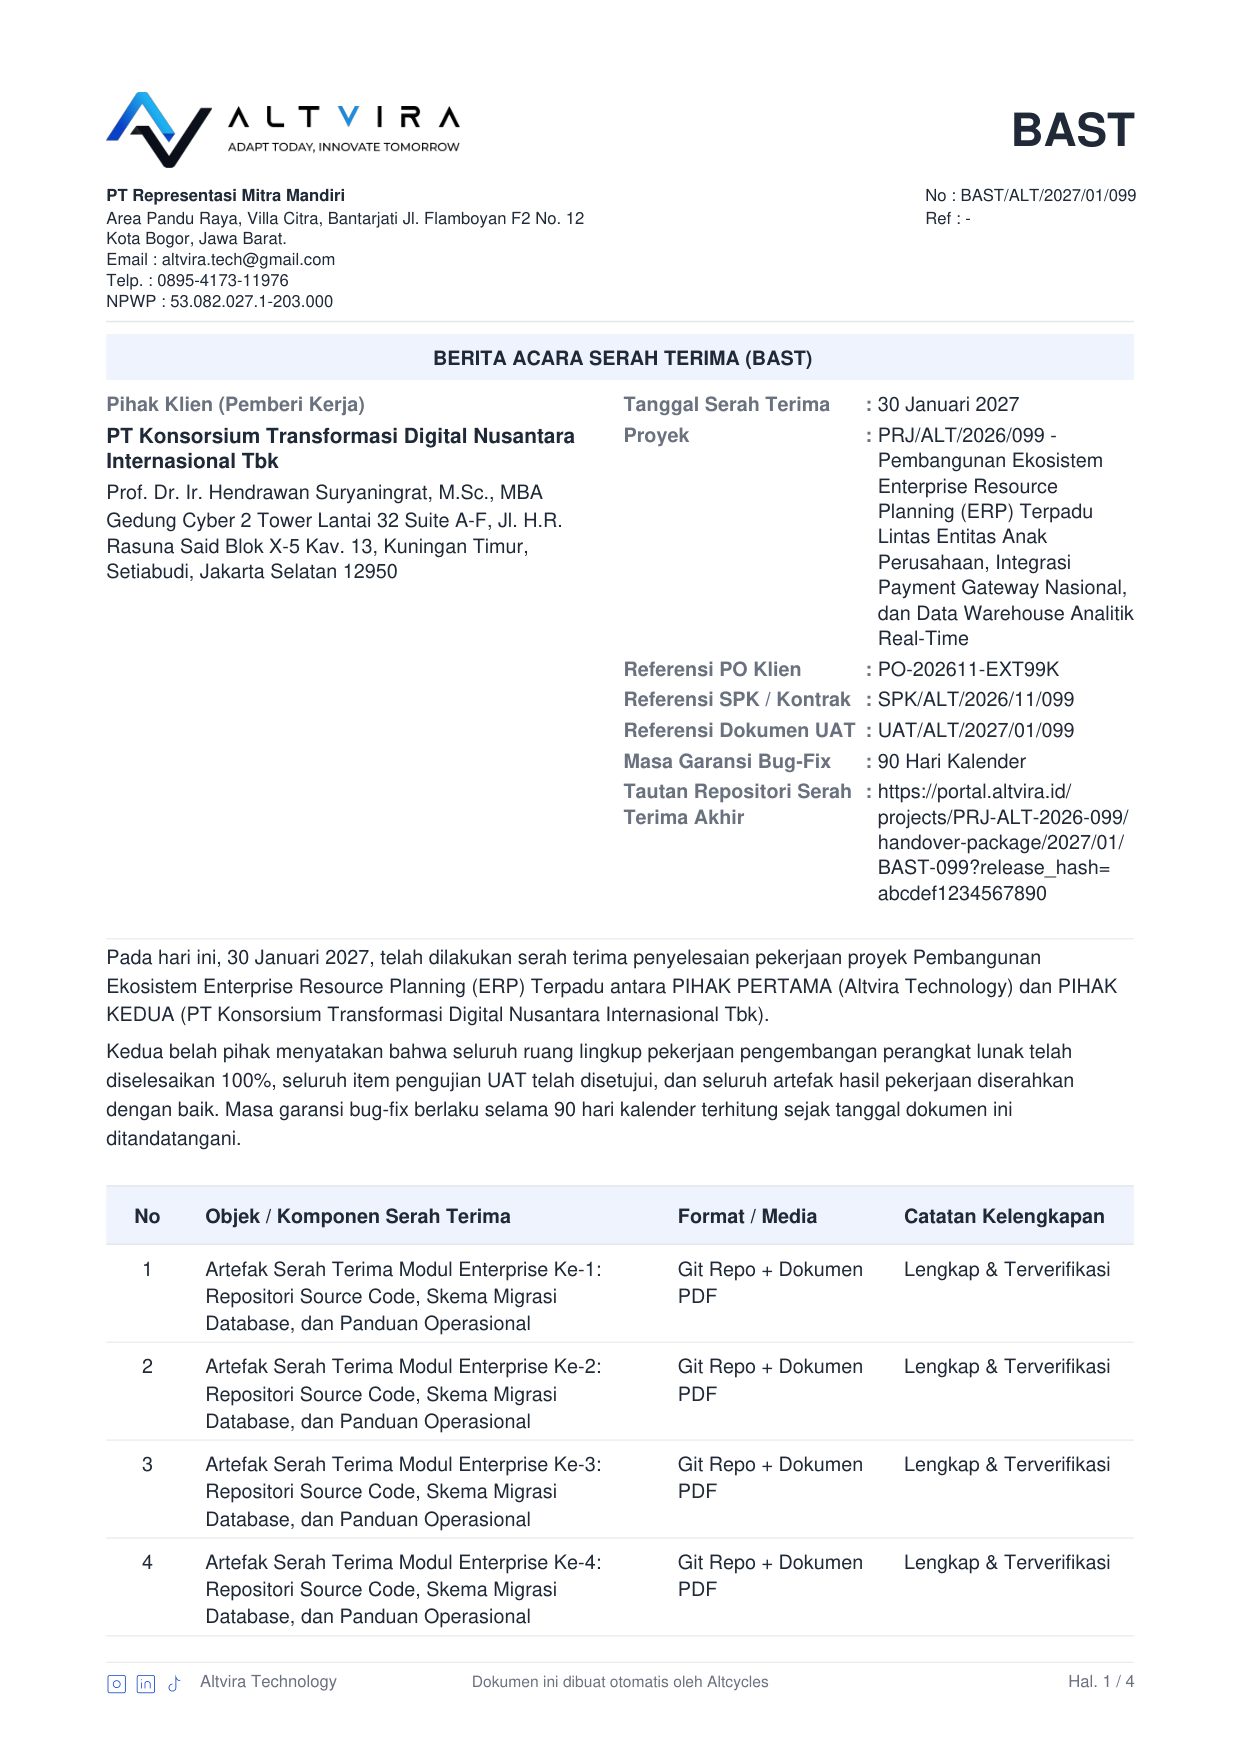 ALTVIRA
ADAPT TODAY, INNOVATE TOMORROW
BAST
PT Representasi Mitra Mandiri
Area Pandu Raya, Villa Citra, Bantarjati Jl. Flamboyan F2 No. 12
Kota Bogor, Jawa Barat.
Email : altvira.tech@gmail.com
Telp. : 0895-4173-11976
NPWP : 53.082.027.1-203.000
No : BAST/ALT/2027/01/099
Ref : -
BERITA ACARA SERAH TERIMA (BAST)
Pihak Klien (Pemberi Kerja)
PT Konsorsium Transformasi Digital Nusantara
Internasional Tbk
Prof. Dr. Ir. Hendrawan Suryaningrat, M.Sc., MBA
Gedung Cyber 2 Tower Lantai 32 Suite A-F, Jl. H.R.
Rasuna Said Blok X-5 Kav. 13, Kuningan Timur,
Setiabudi, Jakarta Selatan 12950
Tanggal Serah Terima : 30 Januari 2027
Proyek : PRJ/ALT/2026/099 -
Pembangunan Ekosistem
Enterprise Resource
Planning (ERP) Terpadu
Lintas Entitas Anak
Perusahaan, Integrasi
Payment Gateway Nasional,
dan Data Warehouse Analitik
Real-Time
Referensi PO Klien : PO-202611-EXT99K
Referensi SPK / Kontrak : SPK/ALT/2026/11/099
Referensi Dokumen UAT : UAT/ALT/2027/01/099
Masa Garansi Bug-Fix : 90 Hari Kalender
Tautan Repositori Serah : https://portal.altvira.id/
Terima Akhir projects/PRJ-ALT-2026-099/
handover-package/2027/01/
BAST-099?release_hash=
abcdef1234567890
Pada hari ini, 30 Januari 2027, telah dilakukan serah terima penyelesaian pekerjaan proyek Pembangunan
Ekosistem Enterprise Resource Planning (ERP) Terpadu antara PIHAK PERTAMA (Altvira Technology) dan PIHAK
KEDUA (PT Konsorsium Transformasi Digital Nusantara Internasional Tbk).
Kedua belah pihak menyatakan bahwa seluruh ruang lingkup pekerjaan pengembangan perangkat lunak telah
diselesaikan 100%, seluruh item pengujian UAT telah disetujui, dan seluruh artefak hasil pekerjaan diserahkan
dengan baik. Masa garansi bug-fix berlaku selama 90 hari kalender terhitung sejak tanggal dokumen ini
ditandatangani.
No Objek / Komponen Serah Terima Format / Media Catatan Kelengkapan
1 Artefak Serah Terima Modul Enterprise Ke-1: Git Repo + Dokumen Lengkap & Terverifikasi
Repositori Source Code, Skema Migrasi PDF
Database, dan Panduan Operasional
2 Artefak Serah Terima Modul Enterprise Ke-2: Git Repo + Dokumen Lengkap & Terverifikasi
Repositori Source Code, Skema Migrasi PDF
Database, dan Panduan Operasional
3 Artefak Serah Terima Modul Enterprise Ke-3: Git Repo + Dokumen Lengkap & Terverifikasi
Repositori Source Code, Skema Migrasi PDF
Database, dan Panduan Operasional
4 Artefak Serah Terima Modul Enterprise Ke-4: Git Repo + Dokumen Lengkap & Terverifikasi
Repositori Source Code, Skema Migrasi PDF
Database, dan Panduan Operasional
Altvira Technology Dokumen ini dibuat otomatis oleh Altcycles Hal. 1 / 4